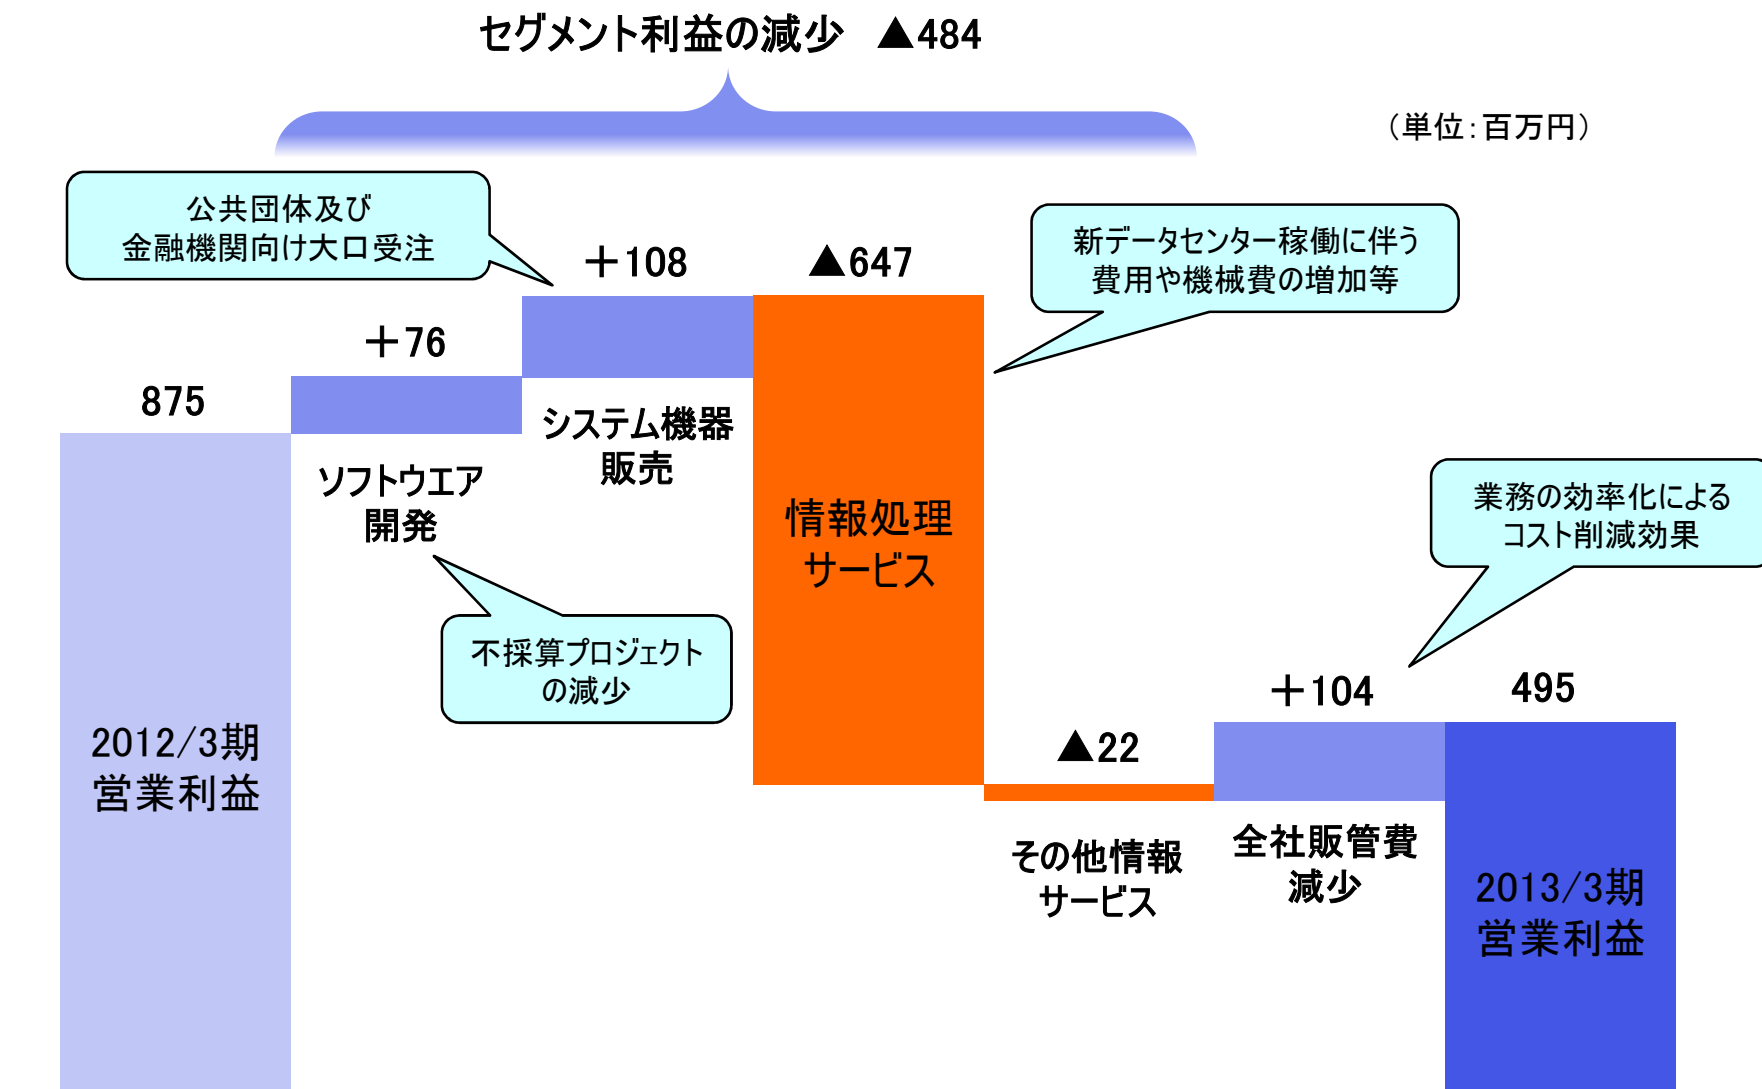 セグメント利益の減少 ▲484
（単位：百万円）
公共団体及び
金融機関向け大口受注
新データセンター稼働に伴う
費用や機械費の増加等
＋108
▲647
＋76
875
システム機器
販売
ソフトウエア
開発
情報処理
サービス
業務の効率化による
コスト削減効果
不採算プロジェクト
の減少
＋104
495
▲22
2012/3期
営業利益
その他情報
サービス
全社販管費
減少
2013/3期
営業利益